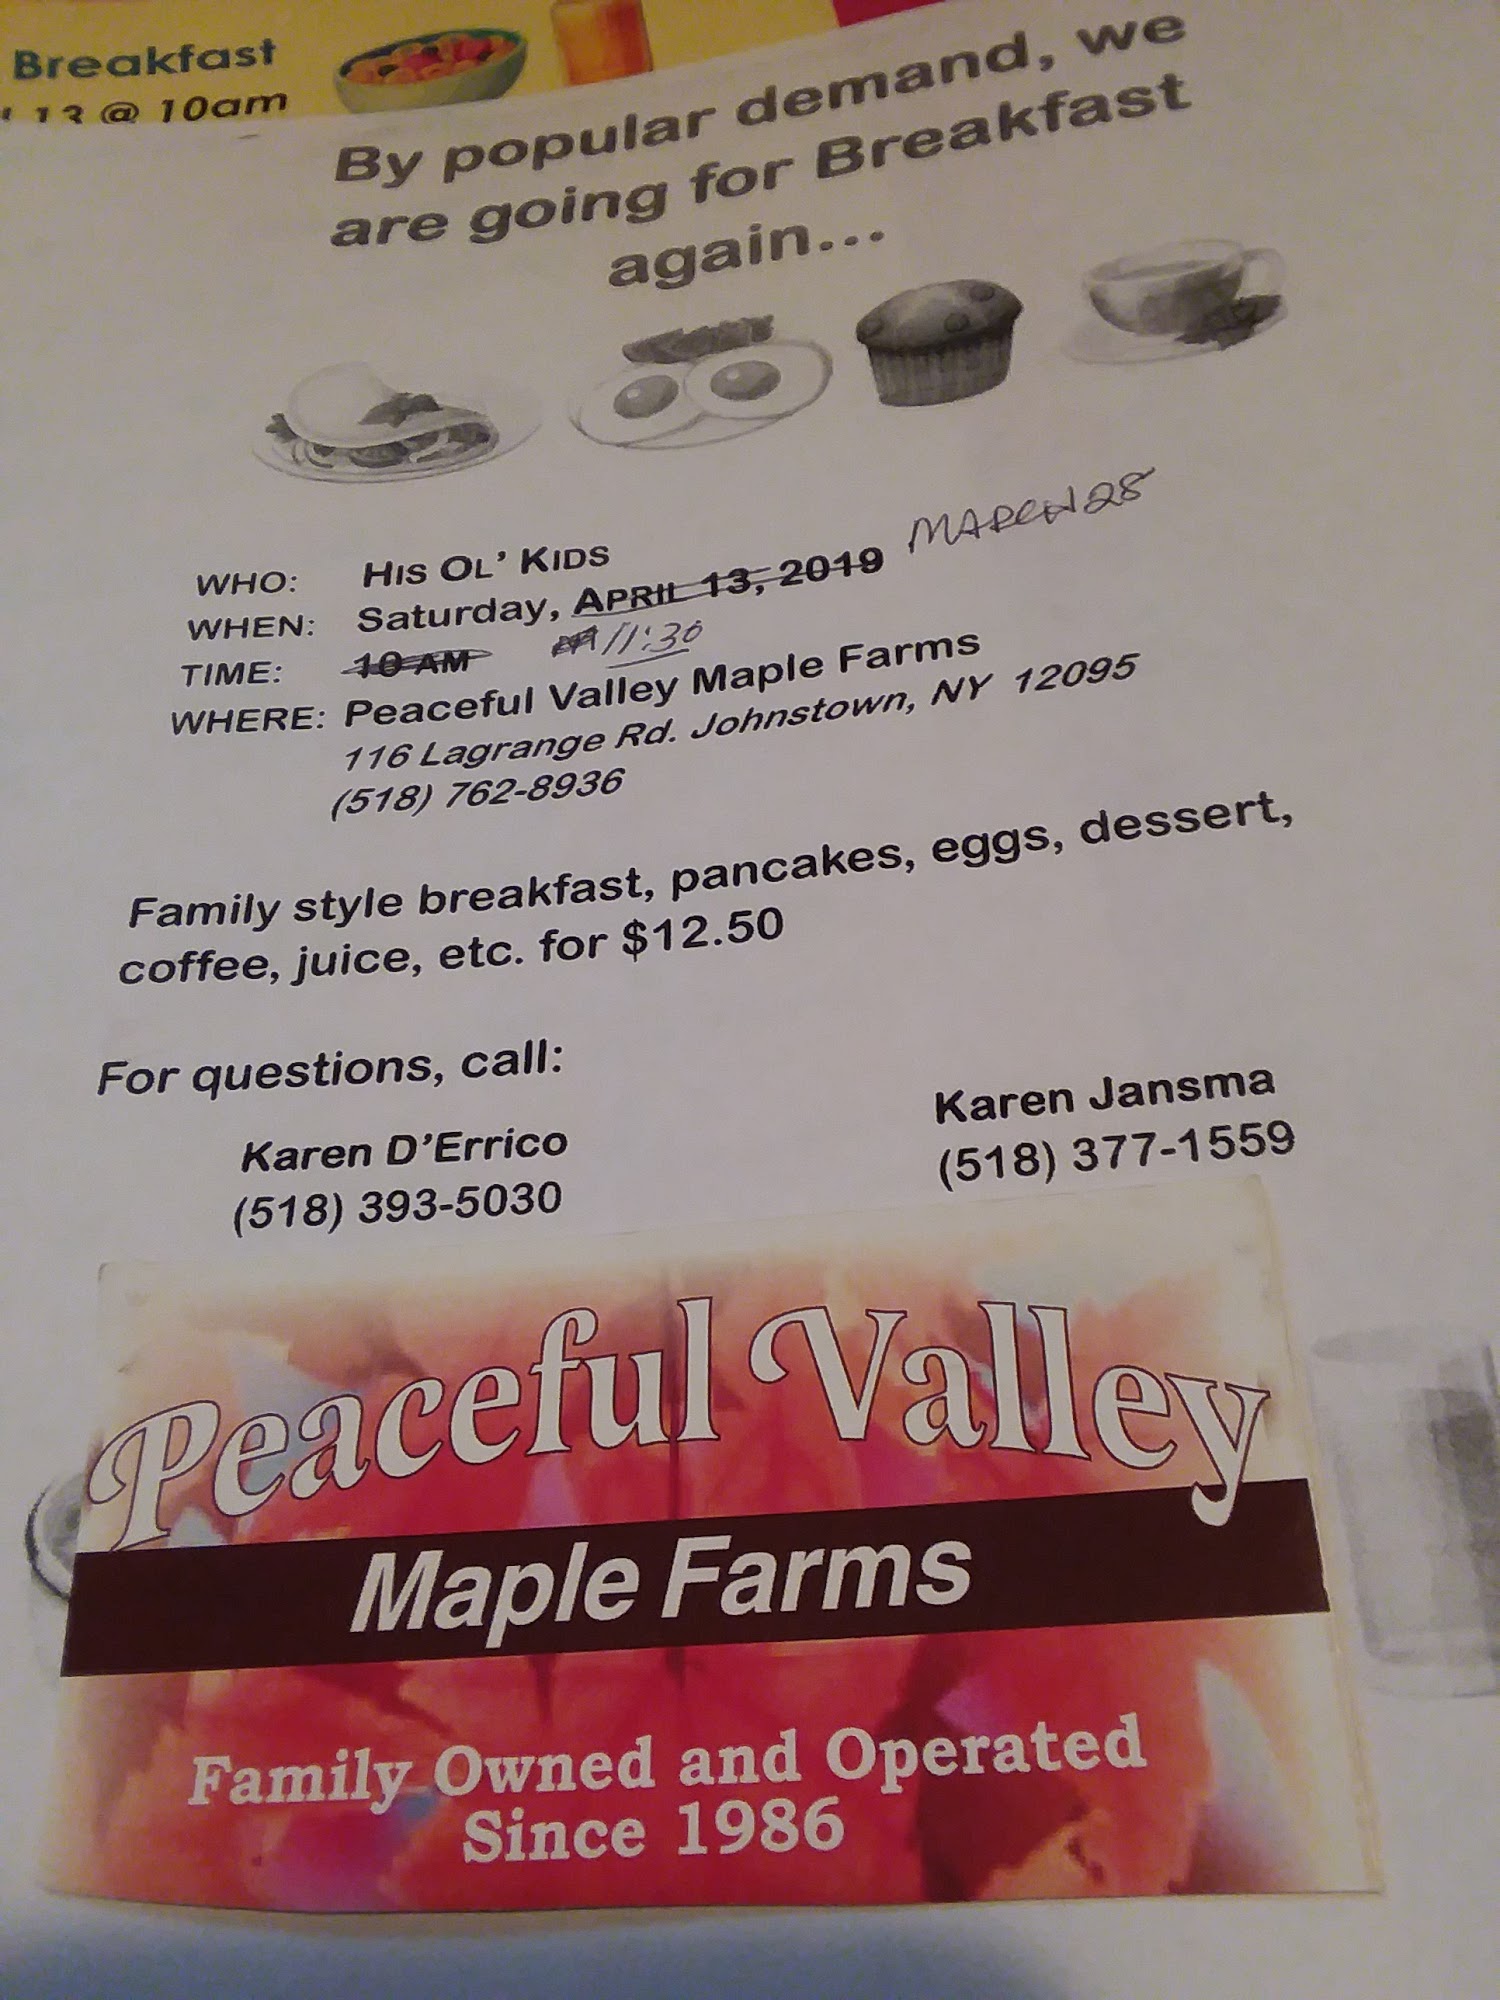 Breakfast
13 @ 10am
By popular demand, we
are going for Breakfast
again...
WHO: HIS OL' KIDS
WHEN: Saturday, APRIL 13, 2019 MARCH 28
TIME: 10 AM 11:30
WHERE: Peaceful Valley Maple Farms
116 Lagrange Rd. Johnstown, NY 12095
(518) 762-8936
Family style breakfast, pancakes, eggs, dessert,
coffee, juice, etc. for $12.50
For questions, call:
Karen D'Errico
(518) 393-5030
Karen Jansma
(518) 377-1559
Peaceful Valley
Maple Farms
Family Owned and Operated
Since 1986